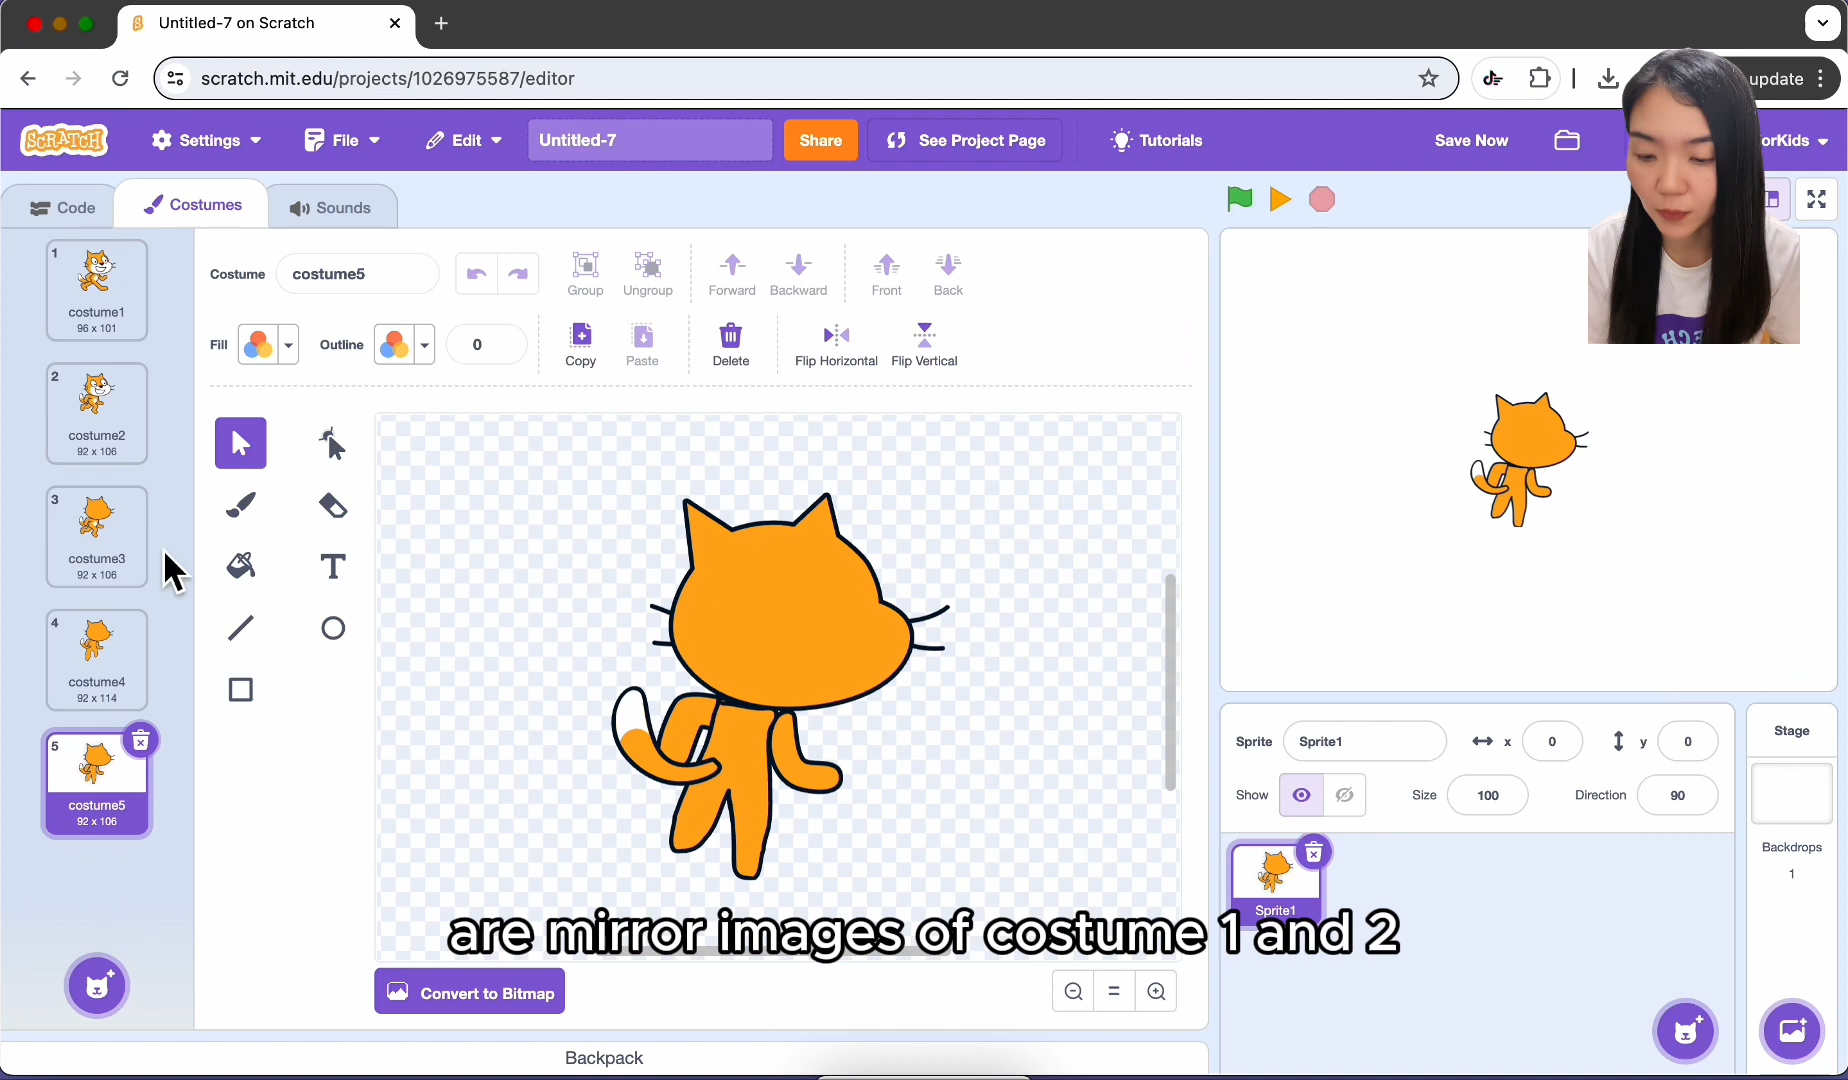 Untitled-7 on Scratch
scratch.mit.edu/projects/1026975587/editor
update
SCRATCH
Settings
File
Edit
Untitled-7
Share
See Project Page
Tutorials
Save Now
orKids
Code
Costumes
Sounds
1
costume1
96 x 101
2
costume2
92 x 106
3
costume3
92 x 106
4
costume4
92 x 114
5
costume5
92 x 106
Costume
costume5
Group
Ungroup
Forward
Backward
Front
Back
Fill
Outline
0
Copy
Paste
Delete
Flip Horizontal
Flip Vertical
T
Convert to Bitmap
=
Backpack
Sprite
Sprite1
x
0
y
0
Show
Size
100
Direction
90
Sprite1
Stage
Backdrops
1
are mirror images of costume 1 and 2